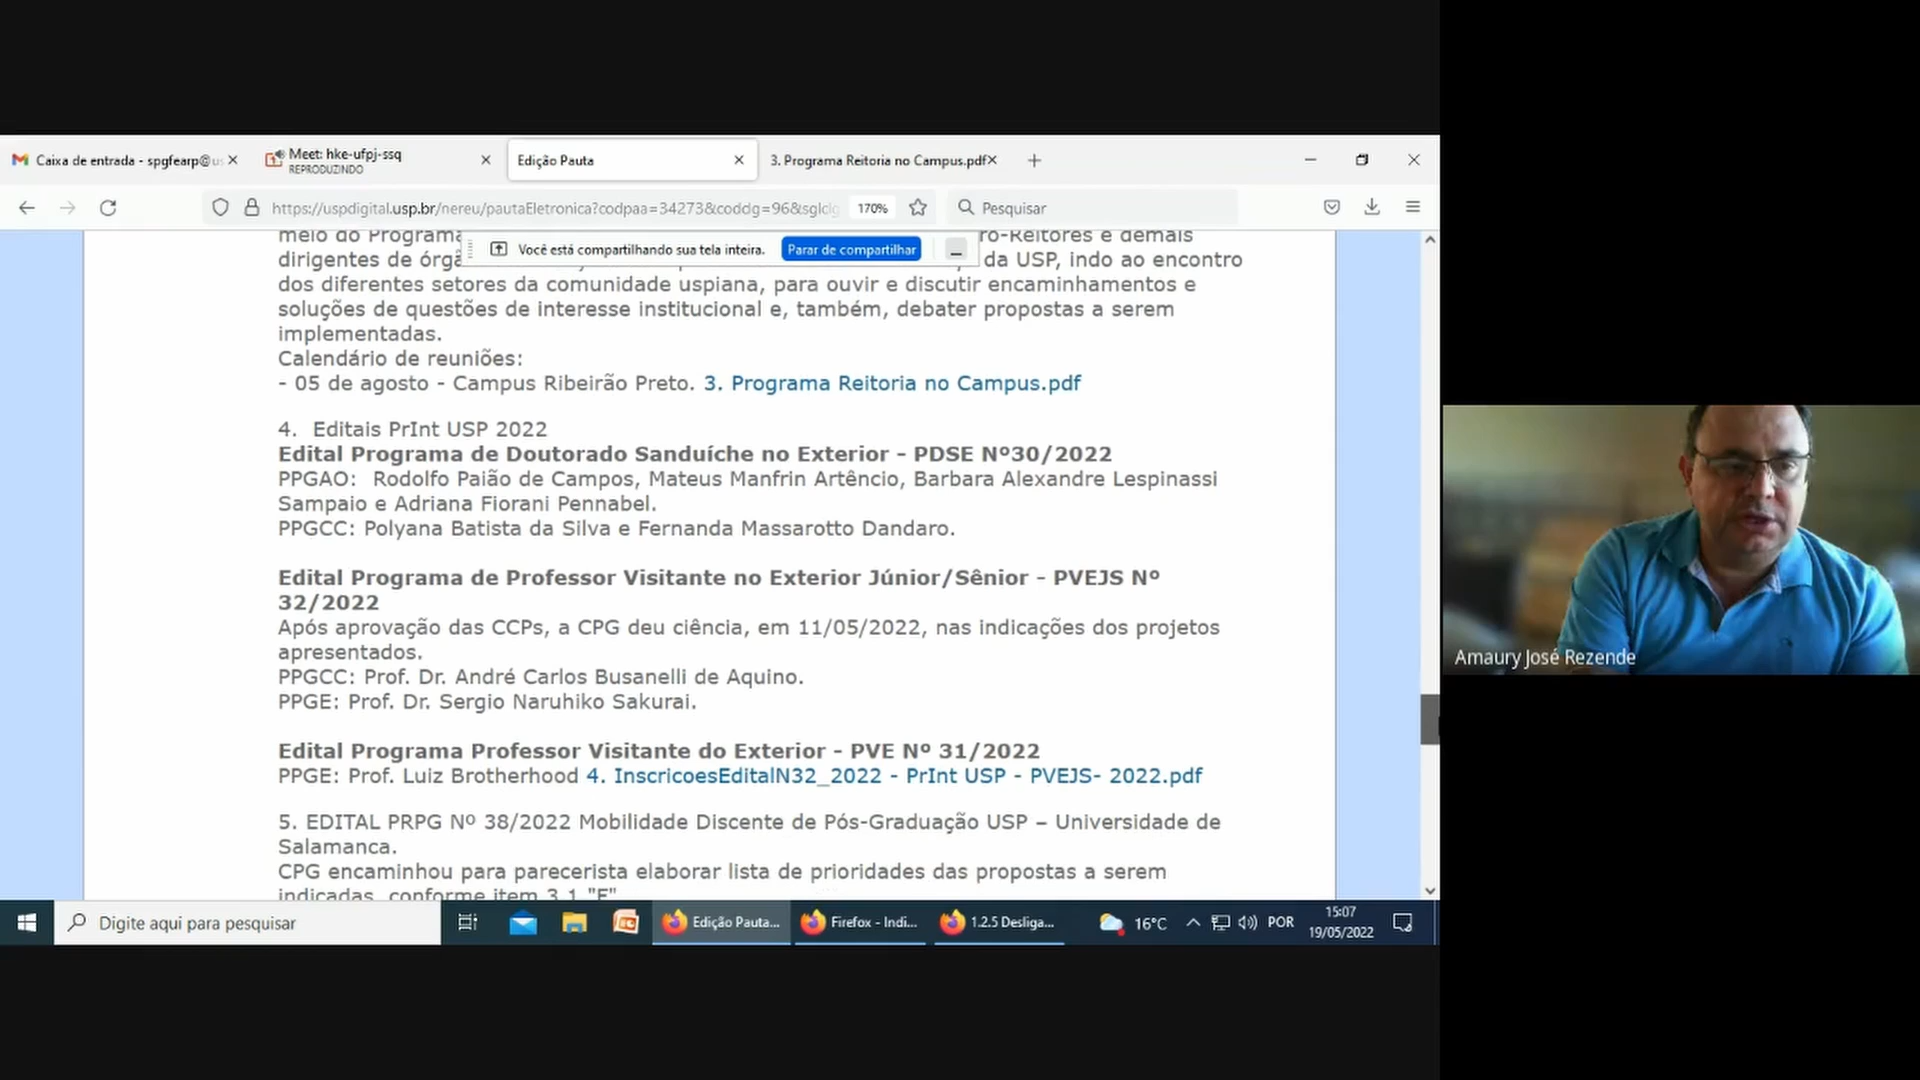 Caixa de entrada - spgfearp@us
Meet: hke-ufpj-ssq
REPRODUZINDO
Edição Pauta
3. Programa Reitoria no Campus.pdf
https://uspdigital.usp.br/nereu/pautaEletronica?codpaa=34273&codclg=96&sglclg
170%
Pesquisar
Você está compartilhando sua tela inteira.
Parar de compartilhar
meio do Programa ro-Reitores e demais
dirigentes de órgã da USP, indo ao encontro
dos diferentes setores da comunidade uspiana, para ouvir e discutir encaminhamentos e
soluções de questões de interesse institucional e, também, debater propostas a serem
implementadas.
Calendário de reuniões:
- 05 de agosto - Campus Ribeirão Preto. 3. Programa Reitoria no Campus.pdf
4. Editais PrInt USP 2022
Edital Programa de Doutorado Sanduíche no Exterior - PDSE Nº30/2022
PPGAO: Rodolfo Paião de Campos, Mateus Manfrin Artêncio, Barbara Alexandre Lespinassi
Sampaio e Adriana Fiorani Pennabel.
PPGCC: Polyana Batista da Silva e Fernanda Massarotto Dandaro.
Edital Programa de Professor Visitante no Exterior Júnior/Sênior - PVEJS Nº
32/2022
Após aprovação das CCPs, a CPG deu ciência, em 11/05/2022, nas indicações dos projetos
apresentados.
PPGCC: Prof. Dr. André Carlos Busanelli de Aquino.
PPGE: Prof. Dr. Sergio Naruhiko Sakurai.
Edital Programa Professor Visitante do Exterior - PVE Nº 31/2022
PPGE: Prof. Luiz Brotherhood 4. InscricoesEditalN32_2022 - PrInt USP - PVEJS- 2022.pdf
5. EDITAL PRPG Nº 38/2022 Mobilidade Discente de Pós-Graduação USP – Universidade de
Salamanca.
CPG encaminhou para parecerista elaborar lista de prioridades das propostas a serem
indicadas, conforme item 3.1 "F"
Amaury José Rezende
Digite aqui para pesquisar
Edição Pauta...
Firefox - Indi...
1.2.5 Desliga...
16°C
POR
15:07
19/05/2022